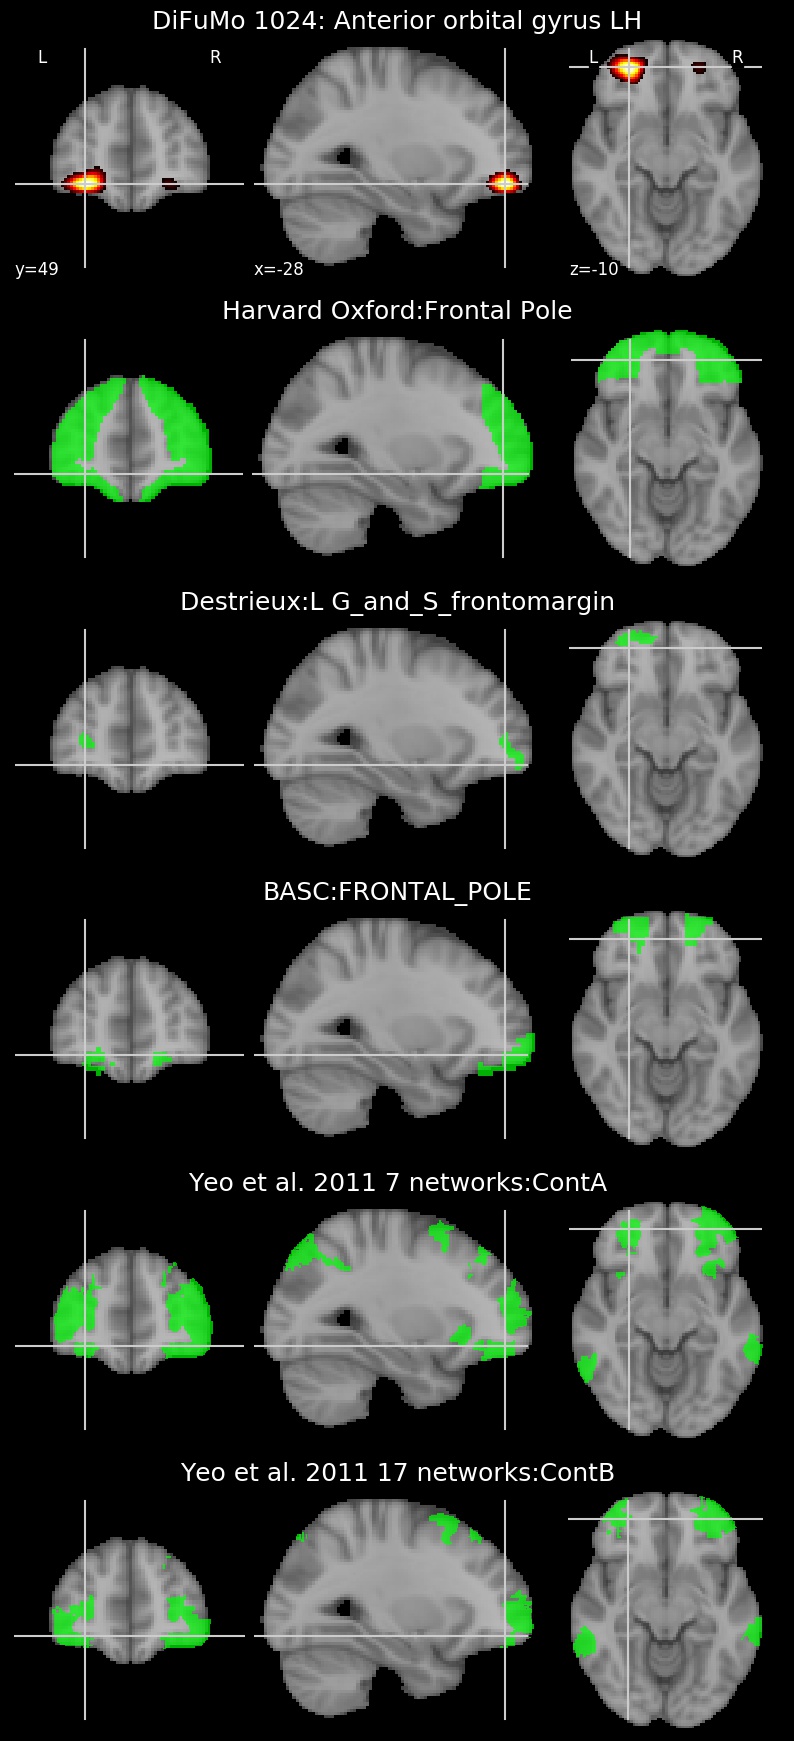 DiFuMo 1024: Anterior orbital gyrus LH
L R L R
y=49 x=-28 z=-10
Harvard Oxford:Frontal Pole
Destrieux:L G_and_S_frontomargin
BASC:FRONTAL_POLE
Yeo et al. 2011 7 networks:ContA
Yeo et al. 2011 17 networks:ContB